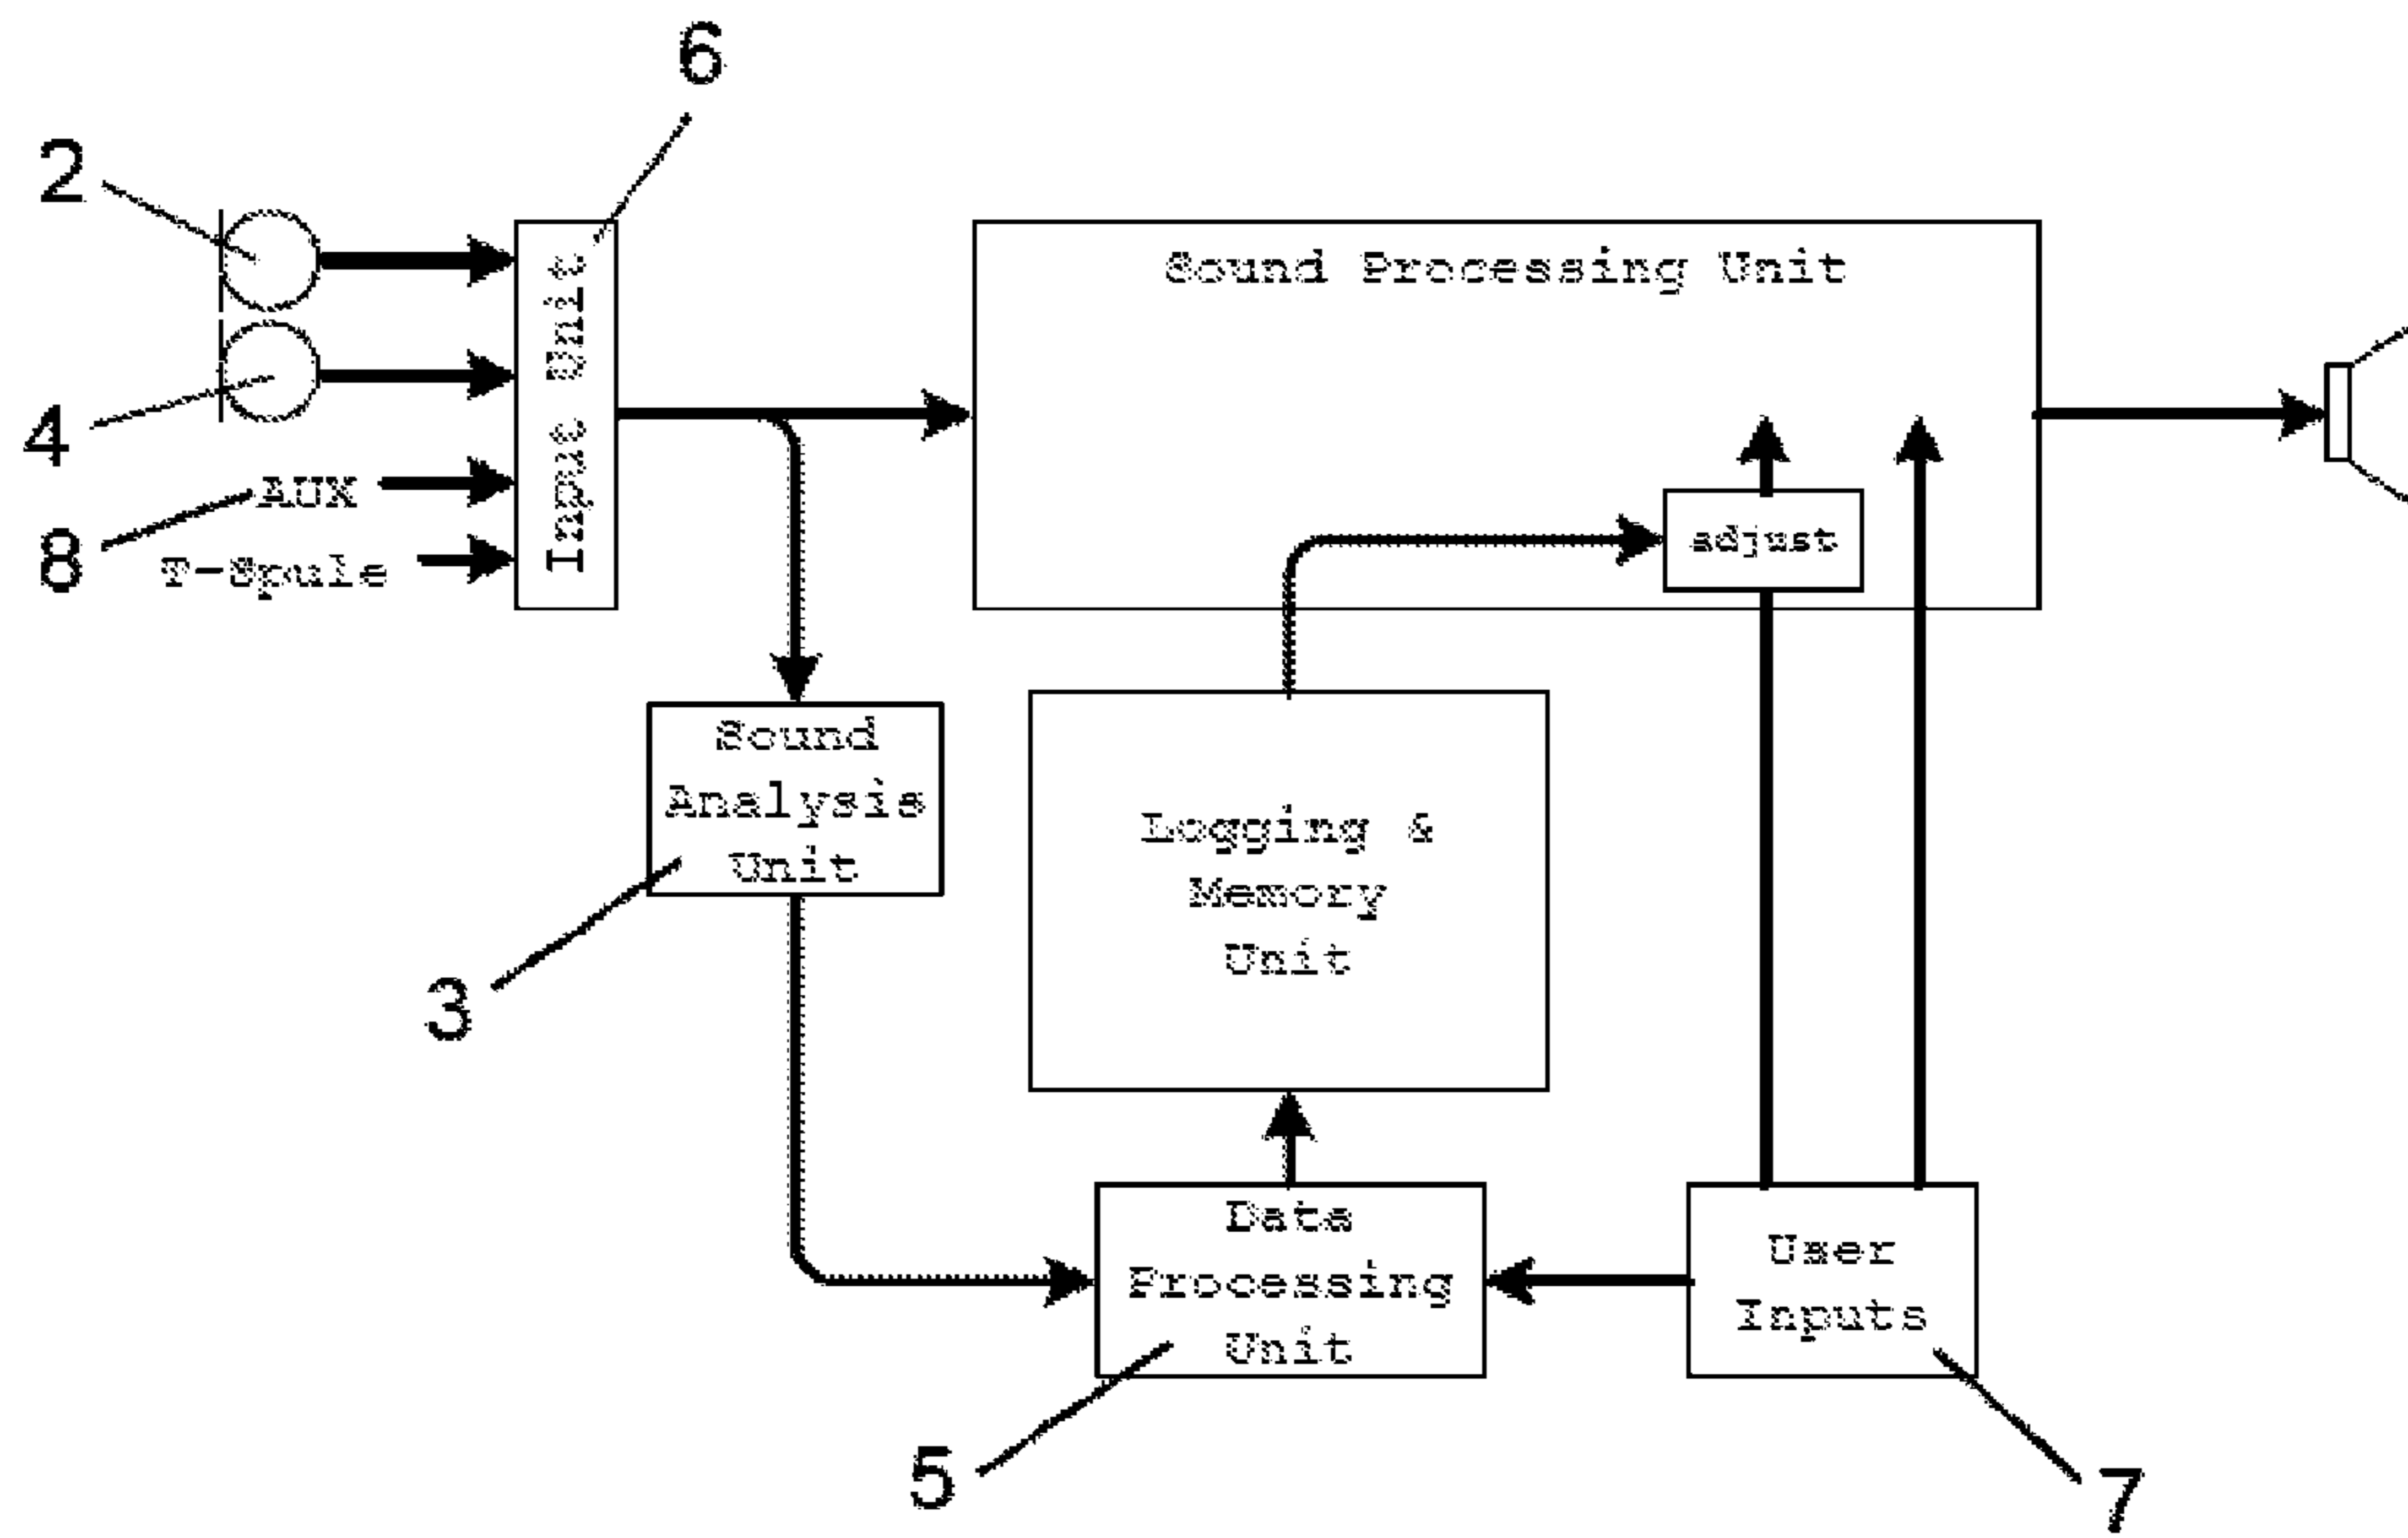 6
2
Sound Processing Unit
Input Unit
4
AUX
adjust
8
T-Spule
Sound
Analysis
Unit
Logging &
Memory
Unit
3
Data
Processing
Unit
User
Inputs
5
7